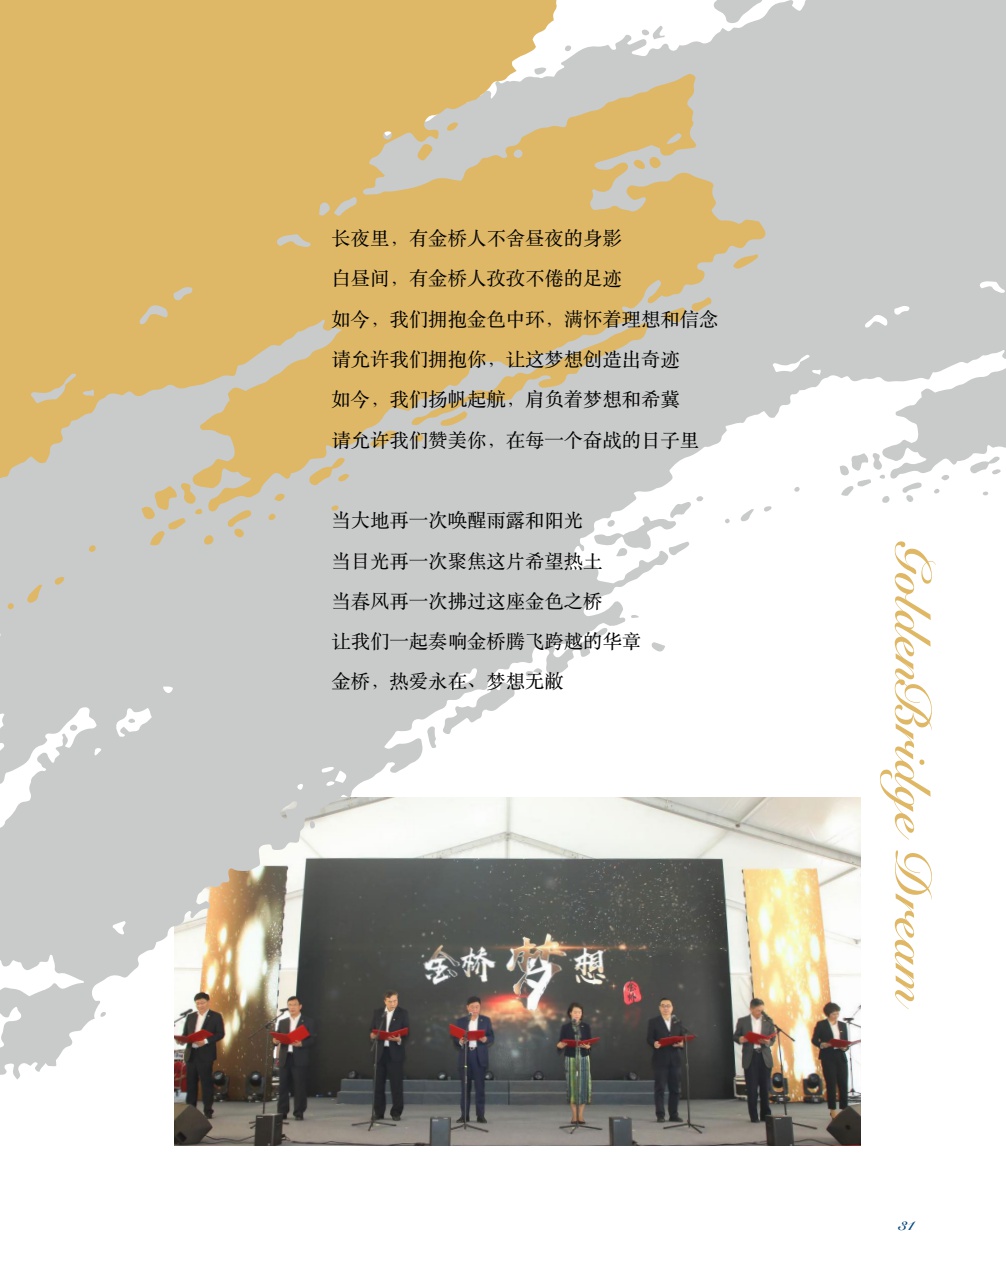 长夜里，有金桥人不舍昼夜的身影
白昼间，有金桥人孜孜不倦的足迹
如今，我们拥抱金色中环，满怀着理想和信念
请允许我们拥抱你，让这梦想创造出奇迹
如今，我们扬帆起航，肩负着梦想和希冀
请允许我们赞美你，在每一个奋战的日子里
当大地再一次唤醒雨露和阳光
当目光再一次聚焦这片希望热土
当春风再一次拂过这座金色之桥
让我们一起奏响金桥腾飞跨越的华章
金桥，热爱永在、梦想无敝
GoldenBridge Dream
金桥梦想
31